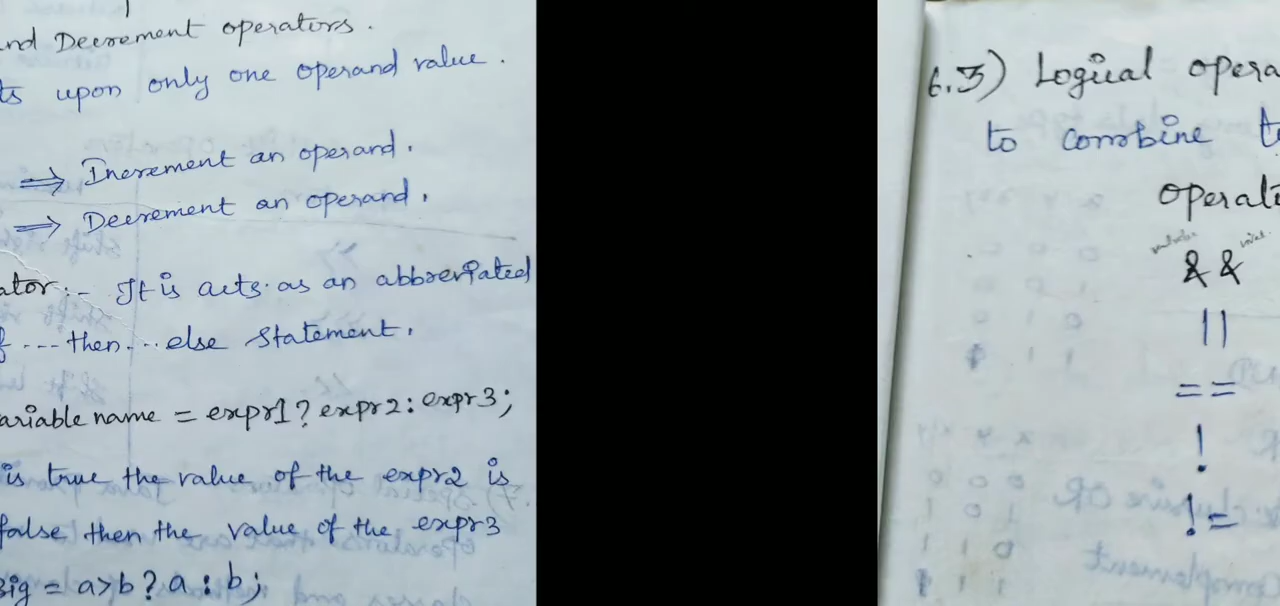 nd Decrement operators.
ts upon only one operand value.
⇒ Increment an operand.
⇒ Decrement an operand.
ator:- It is acts as an abbreviated
f ---then---else statement.
ariable name = expr1? expr2: expr3;
is true the value of the expr2 is
false then the value of the expr3
Big = a>b? a : b;
6.3) Logical opera
to combine t
operat
&&
||
==
!
!=